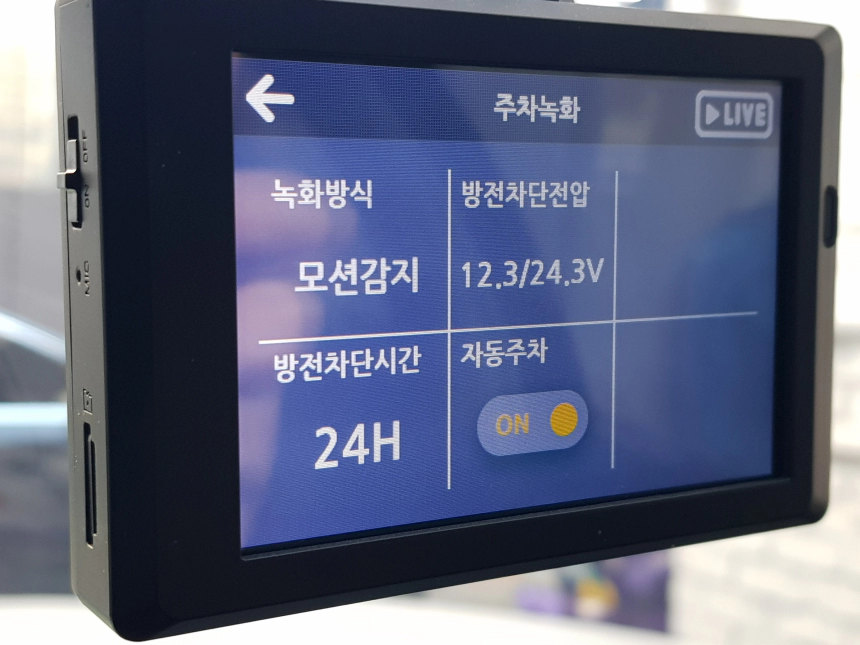 주차녹화
LIVE
녹화방식
방전차단전압
모션감지
12.3/24.3V
방전차단시간
자동주차
24H
ON
OFF
ON
MIC